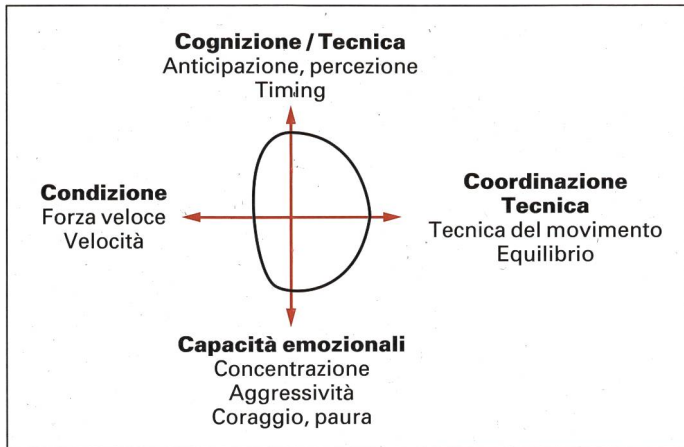 Cognizione / Tecnica
Anticipazione, percezione
Timing
Condizione
Forza veloce
Velocità
Coordinazione
Tecnica
Tecnica del movimento
Equilibrio
Capacità emozionali
Concentrazione
Aggressività
Coraggio, paura